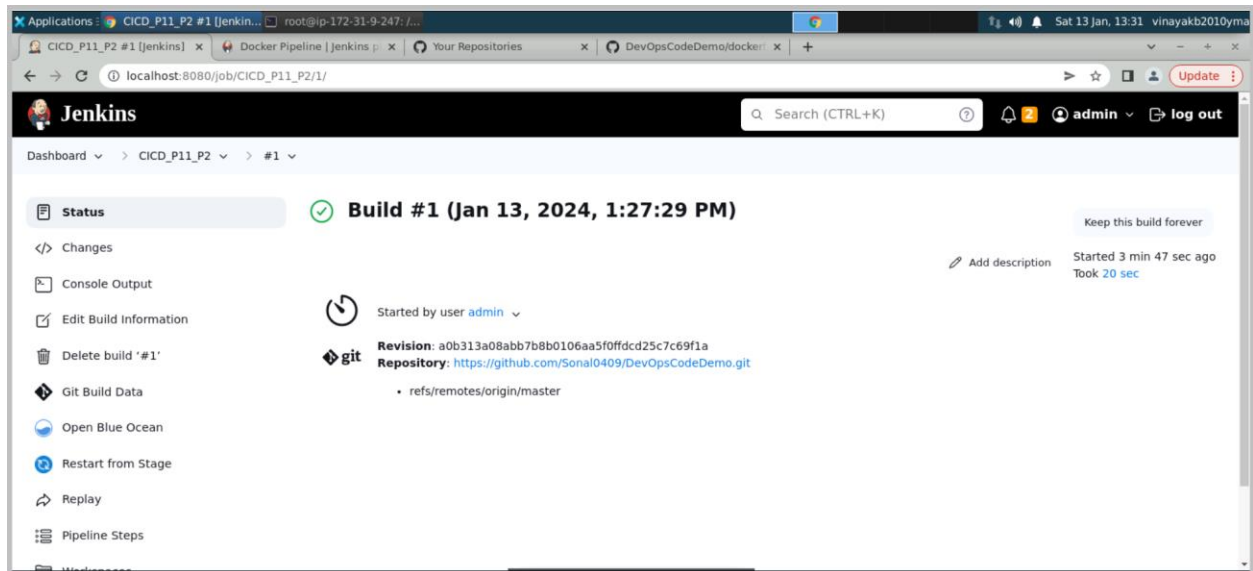 Applications CICD_P11_P2 #1 [Jenkin... root@ip-172-31-9-247: /... Sat 13 Jan, 13:31 vinayakb2010yma
CICD_P11_P2 #1 [Jenkins] Docker Pipeline | Jenkins p Your Repositories DevOpsCodeDemo/docker
localhost:8080/job/CICD_P11_P2/1/ Update
Jenkins Search (CTRL+K) 2 admin log out
Dashboard > CICD_P11_P2 > #1
Status
Changes
Console Output
Edit Build Information
Delete build ‘#1’
Git Build Data
Open Blue Ocean
Restart from Stage
Replay
Pipeline Steps
Workspaces
Build #1 (Jan 13, 2024, 1:27:29 PM)
Keep this build forever
Add description
Started 3 min 47 sec ago
Took 20 sec
Started by user admin
git
Revision: a0b313a08abb7b8b0106aa5f0ffdcd25c7c69f1a
Repository: https://github.com/Sonal0409/DevOpsCodeDemo.git
• refs/remotes/origin/master